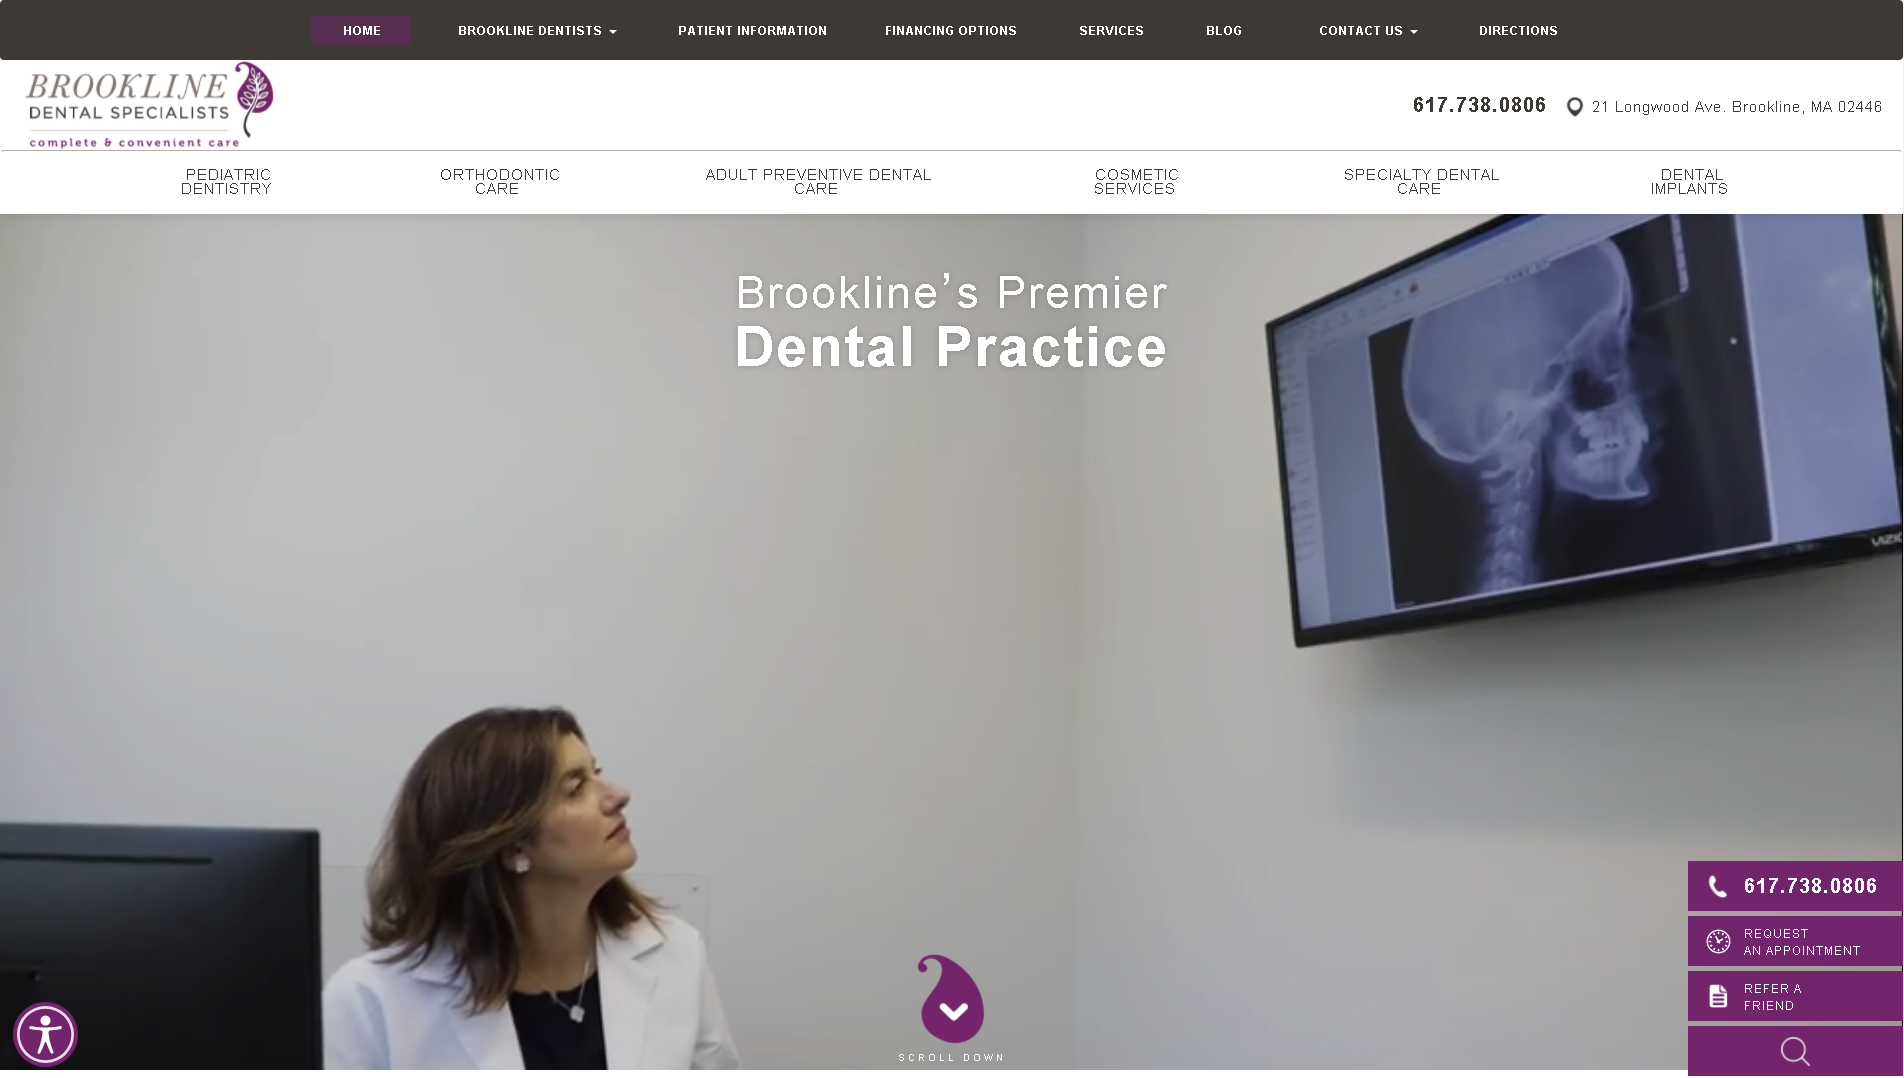 HOME
BROOKLINE DENTISTS
PATIENT INFORMATION
FINANCING OPTIONS
SERVICES
BLOG
CONTACT US
DIRECTIONS
BROOKLINE
DENTAL SPECIALISTS
complete & convenient care
617.738.0806
21 Longwood Ave. Brookline, MA 02446
PEDIATRIC
DENTISTRY
ORTHODONTIC
CARE
ADULT PREVENTIVE DENTAL
CARE
COSMETIC
SERVICES
SPECIALTY DENTAL
CARE
DENTAL
IMPLANTS
Brookline’s Premier
Dental Practice
VIZIO
617.738.0806
REQUEST
AN APPOINTMENT
REFER A
FRIEND
SCROLL DOWN